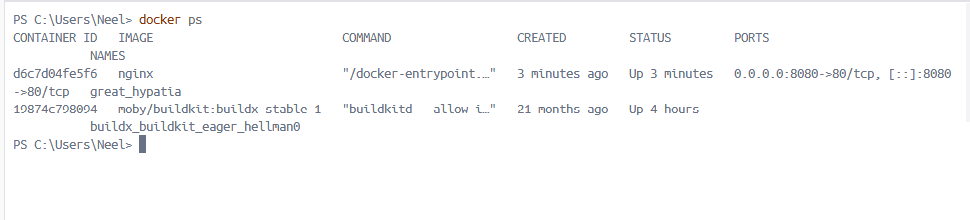 PS C:\Users\Neel> docker ps
CONTAINER ID   IMAGE                           COMMAND                  CREATED         STATUS         PORTS
          NAMES
d6c7d04fe5f6   nginx                           "/docker-entrypoint.…"   3 minutes ago   Up 3 minutes   0.0.0.0:8080->80/tcp, [::]:8080
->80/tcp   great_hypatia
19874c798094   moby/buildkit:buildx stable 1   "buildkitd   allow i…"   21 months ago   Up 4 hours
          buildx_buildkit_eager_hellman0
PS C:\Users\Neel>